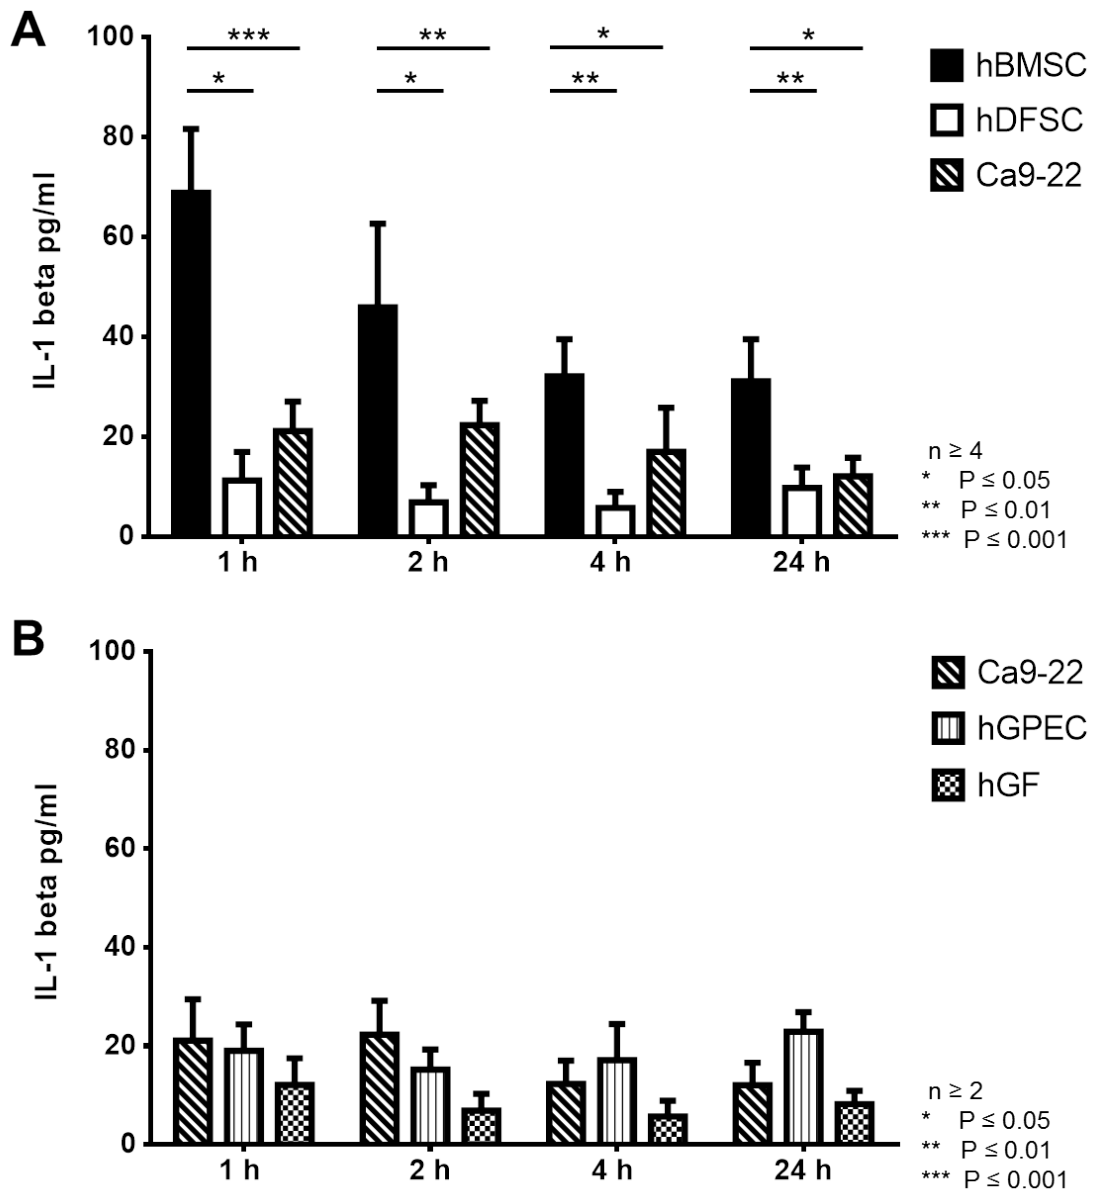 A
IL-1 beta pg/ml
100
80
60
40
20
0
*** ** * *
* * ** **
1 h 2 h 4 h 24 h
hBMSC
hDFSC
Ca9-22
n ≥ 4
* P ≤ 0.05
** P ≤ 0.01
*** P ≤ 0.001
B
IL-1 beta pg/ml
100
80
60
40
20
0
1 h 2 h 4 h 24 h
Ca9-22
hGPEC
hGF
n ≥ 2
* P ≤ 0.05
** P ≤ 0.01
*** P ≤ 0.001